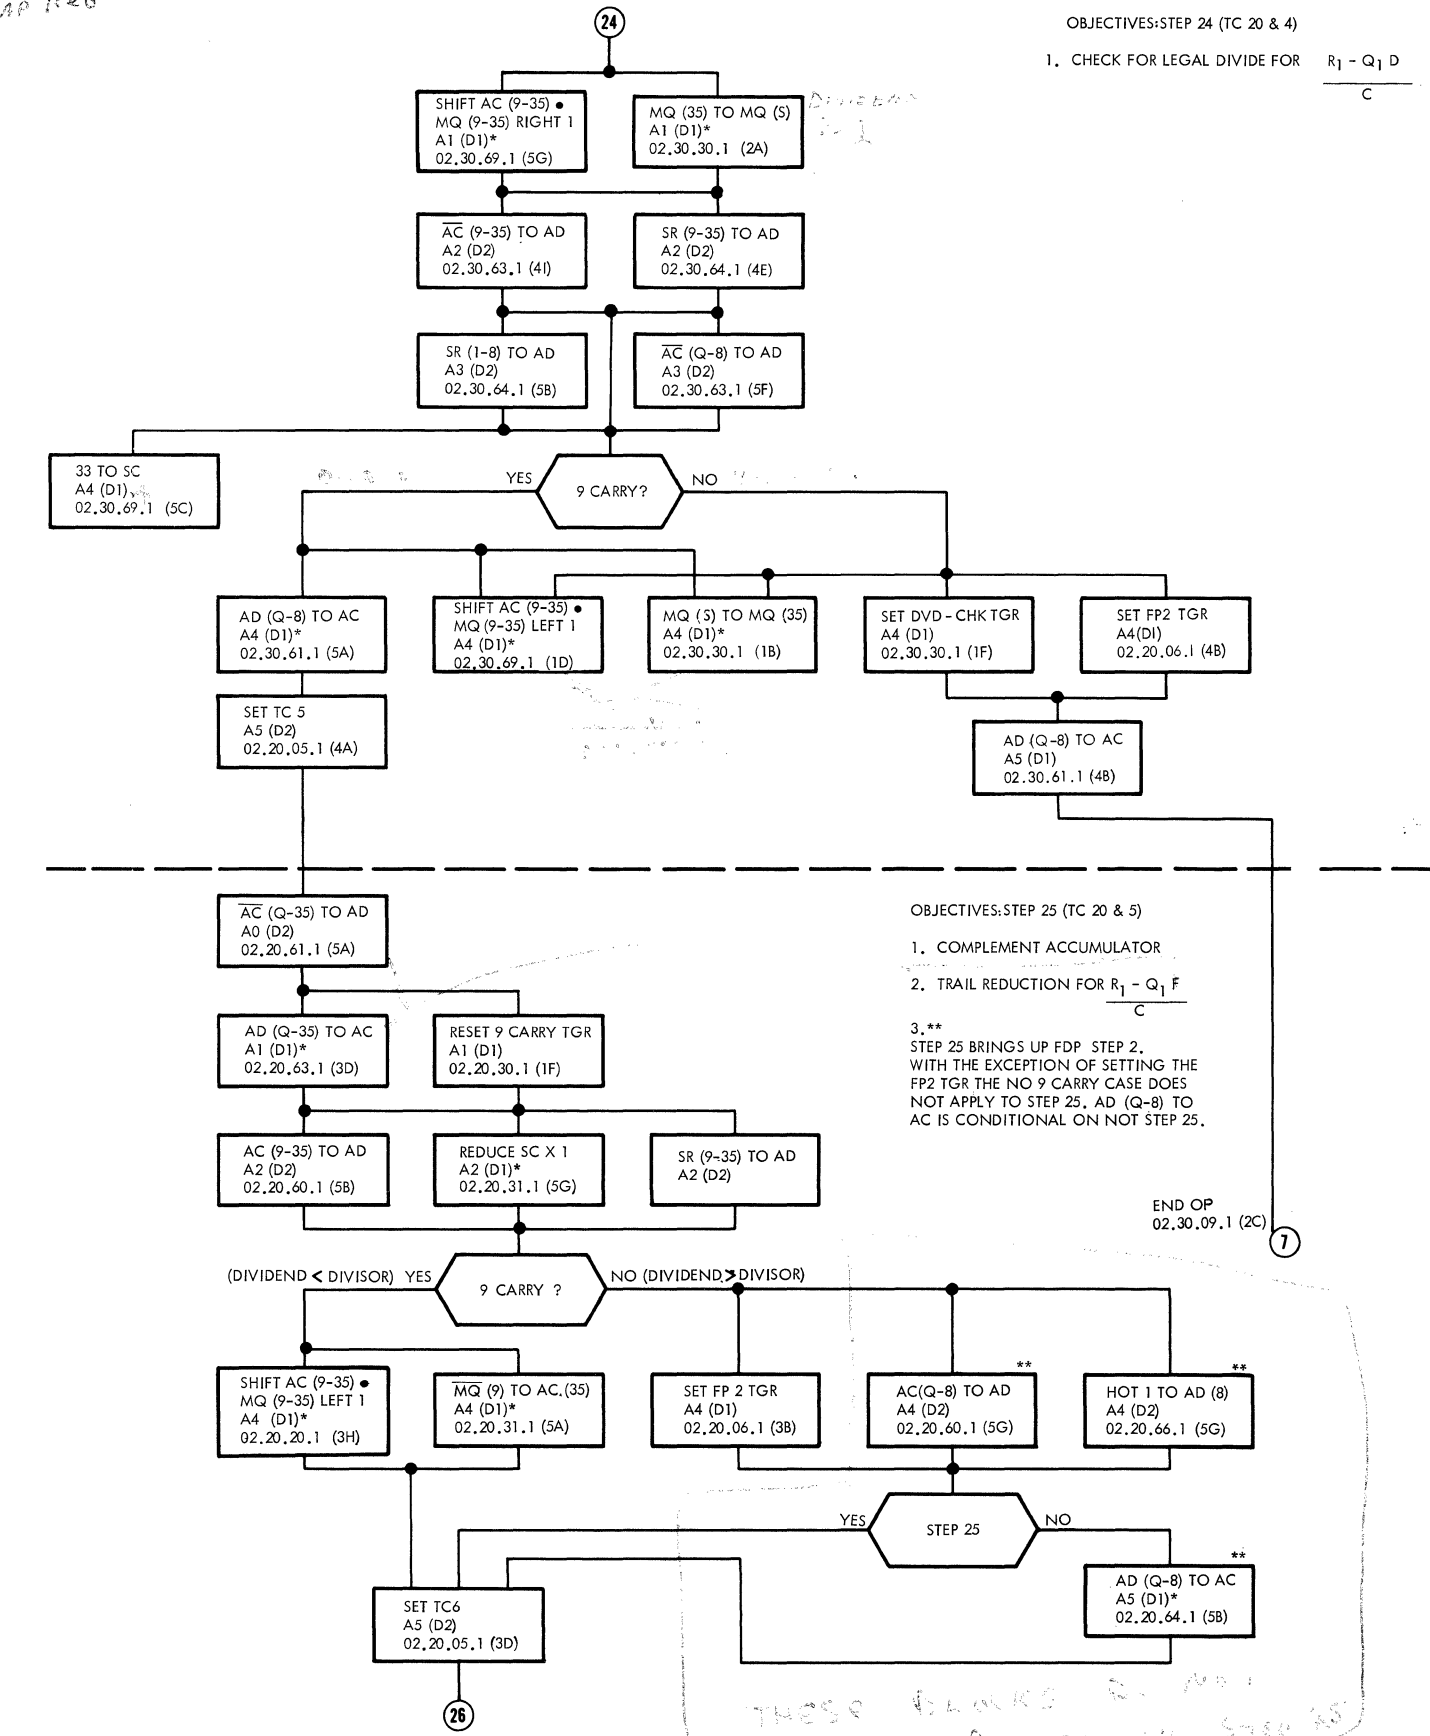 24
OBJECTIVES:STEP 24 (TC 20 & 4)
1. CHECK FOR LEGAL DIVIDE FOR R1 - Q1 D
C
SHIFT AC (9-35) ●
MQ (9-35) RIGHT 1
A1 (D1)*
02.30.69.1 (5G)
MQ (35) TO MQ (S)
A1 (D1)*
02.30.30.1 (2A)
A̅C̅ (9-35) TO AD
A2 (D2)
02.30.63.1 (4I)
SR (9-35) TO AD
A2 (D2)
02.30.64.1 (4E)
SR (1-8) TO AD
A3 (D2)
02.30.64.1 (5B)
A̅C̅ (Q-8) TO AD
A3 (D2)
02.30.63.1 (5F)
33 TO SC
A4 (D1)
02.30.69.1 (5C)
YES
9 CARRY?
NO
AD (Q-8) TO AC
A4 (D1)*
02.30.61.1 (5A)
SHIFT AC (9-35) ●
MQ (9-35) LEFT 1
A4 (D1)*
02.30.69.1 (1D)
MQ (S) TO MQ (35)
A4 (D1)*
02.30.30.1 (1B)
SET DVD-CHK TGR
A4 (D1)
02.30.30.1 (1F)
SET FP2 TGR
A4(DI)
02.20.06.1 (4B)
SET TC 5
A5 (D2)
02.20.05.1 (4A)
AD (Q-8) TO AC
A5 (D1)
02.30.61.1 (4B)
A̅C̅ (Q-35) TO AD
A0 (D2)
02.20.61.1 (5A)
OBJECTIVES:STEP 25 (TC 20 & 5)
1. COMPLEMENT ACCUMULATOR
2. TRAIL REDUCTION FOR R1 - Q1 F
C
3.**
STEP 25 BRINGS UP FDP STEP 2.
WITH THE EXCEPTION OF SETTING THE
FP2 TGR THE NO 9 CARRY CASE DOES
NOT APPLY TO STEP 25. AD (Q-8) TO
AC IS CONDITIONAL ON NOT STEP 25.
AD (Q-35) TO AC
A1 (D1)*
02.20.63.1 (3D)
RESET 9 CARRY TGR
A1 (D1)
02.20.30.1 (1F)
AC (9-35) TO AD
A2 (D2)
02.20.60.1 (5B)
REDUCE SC X 1
A2 (D1)*
02.20.31.1 (5G)
SR (9-35) TO AD
A2 (D2)
END OP
02.30.09.1 (2C)
7
(DIVIDEND < DIVISOR) YES
9 CARRY ?
NO (DIVIDEND > DIVISOR)
SHIFT AC (9-35) ●
MQ (9-35) LEFT 1
A4 (D1)*
02.20.20.1 (3H)
M̅Q̅ (9) TO AC.(35)
A4 (D1)*
02.20.31.1 (5A)
SET FP 2 TGR
A4 (D1)
02.20.06.1 (3B)
**
AC(Q-8) TO AD
A4 (D2)
02.20.60.1 (5G)
**
HOT 1 TO AD (8)
A4 (D2)
02.20.66.1 (5G)
YES
STEP 25
NO
**
AD (Q-8) TO AC
A5 (D1)*
02.20.64.1 (5B)
SET TC6
A5 (D2)
02.20.05.1 (3D)
26
THESE BLOCKS
STEP 25